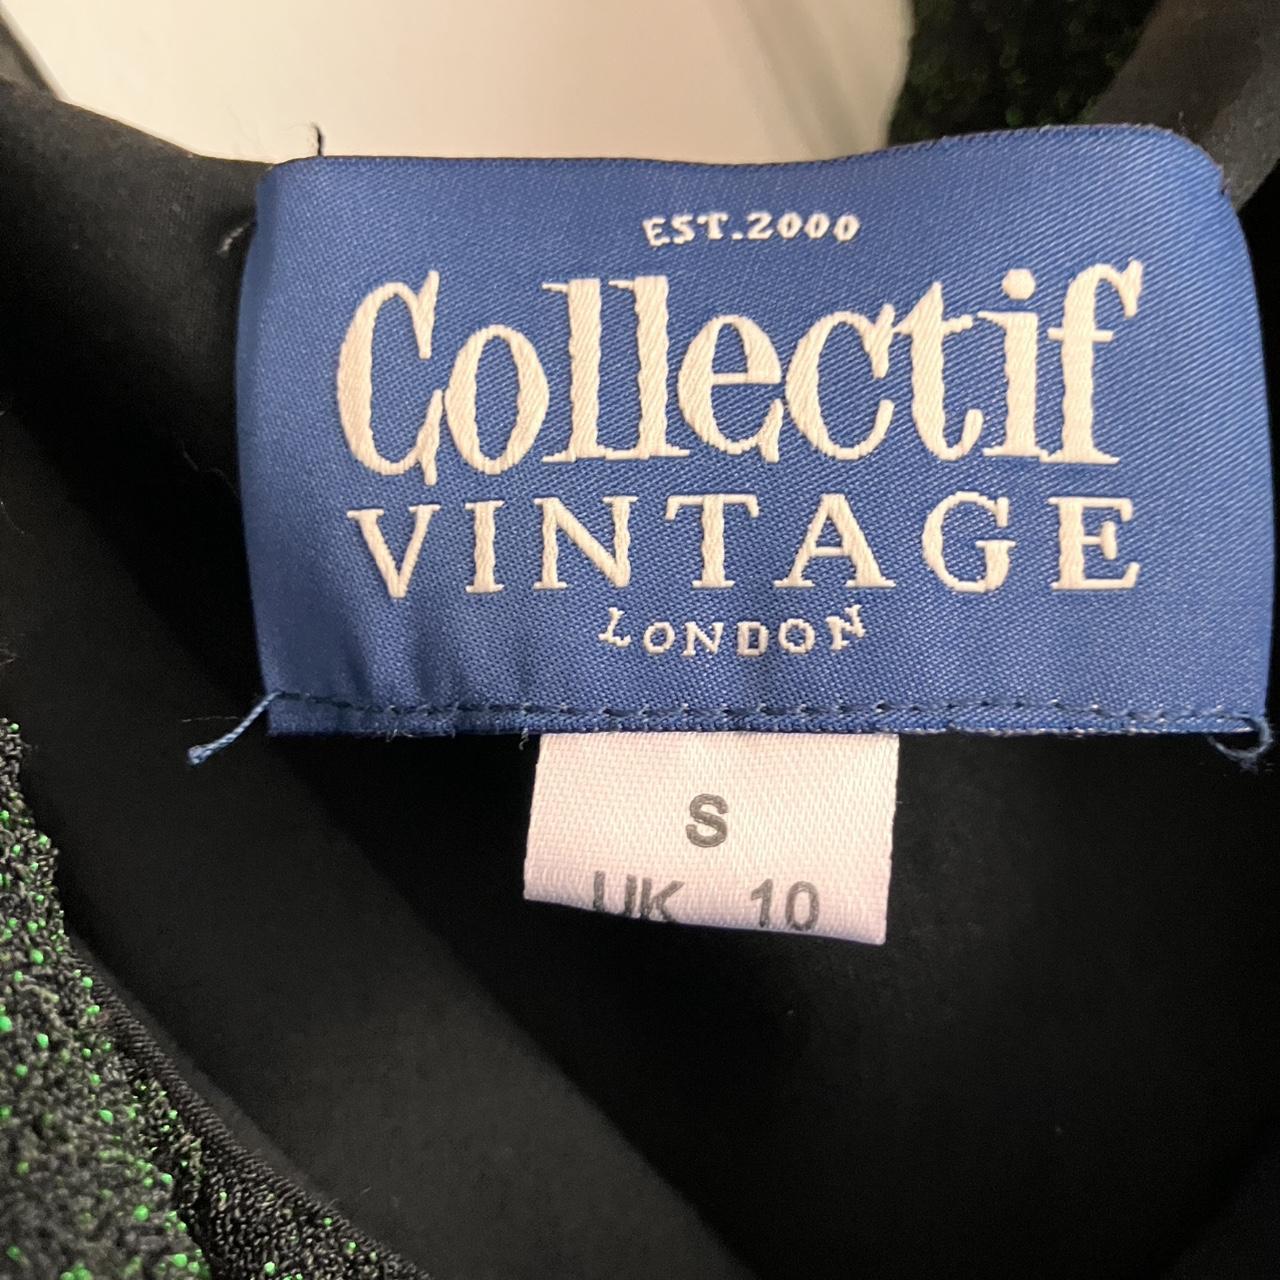 EST.2000
Collectif
VINTAGE
LONDON
S
UK 10